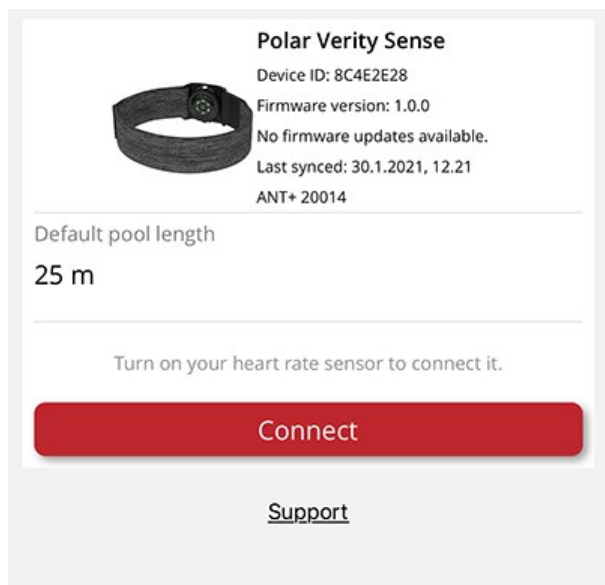 Polar Verity Sense
Device ID: 8C4E2E28
Firmware version: 1.0.0
No firmware updates available.
Last synced: 30.1.2021, 12.21
ANT+ 20014
Default pool length
25 m
Turn on your heart rate sensor to connect it.
Connect
Support